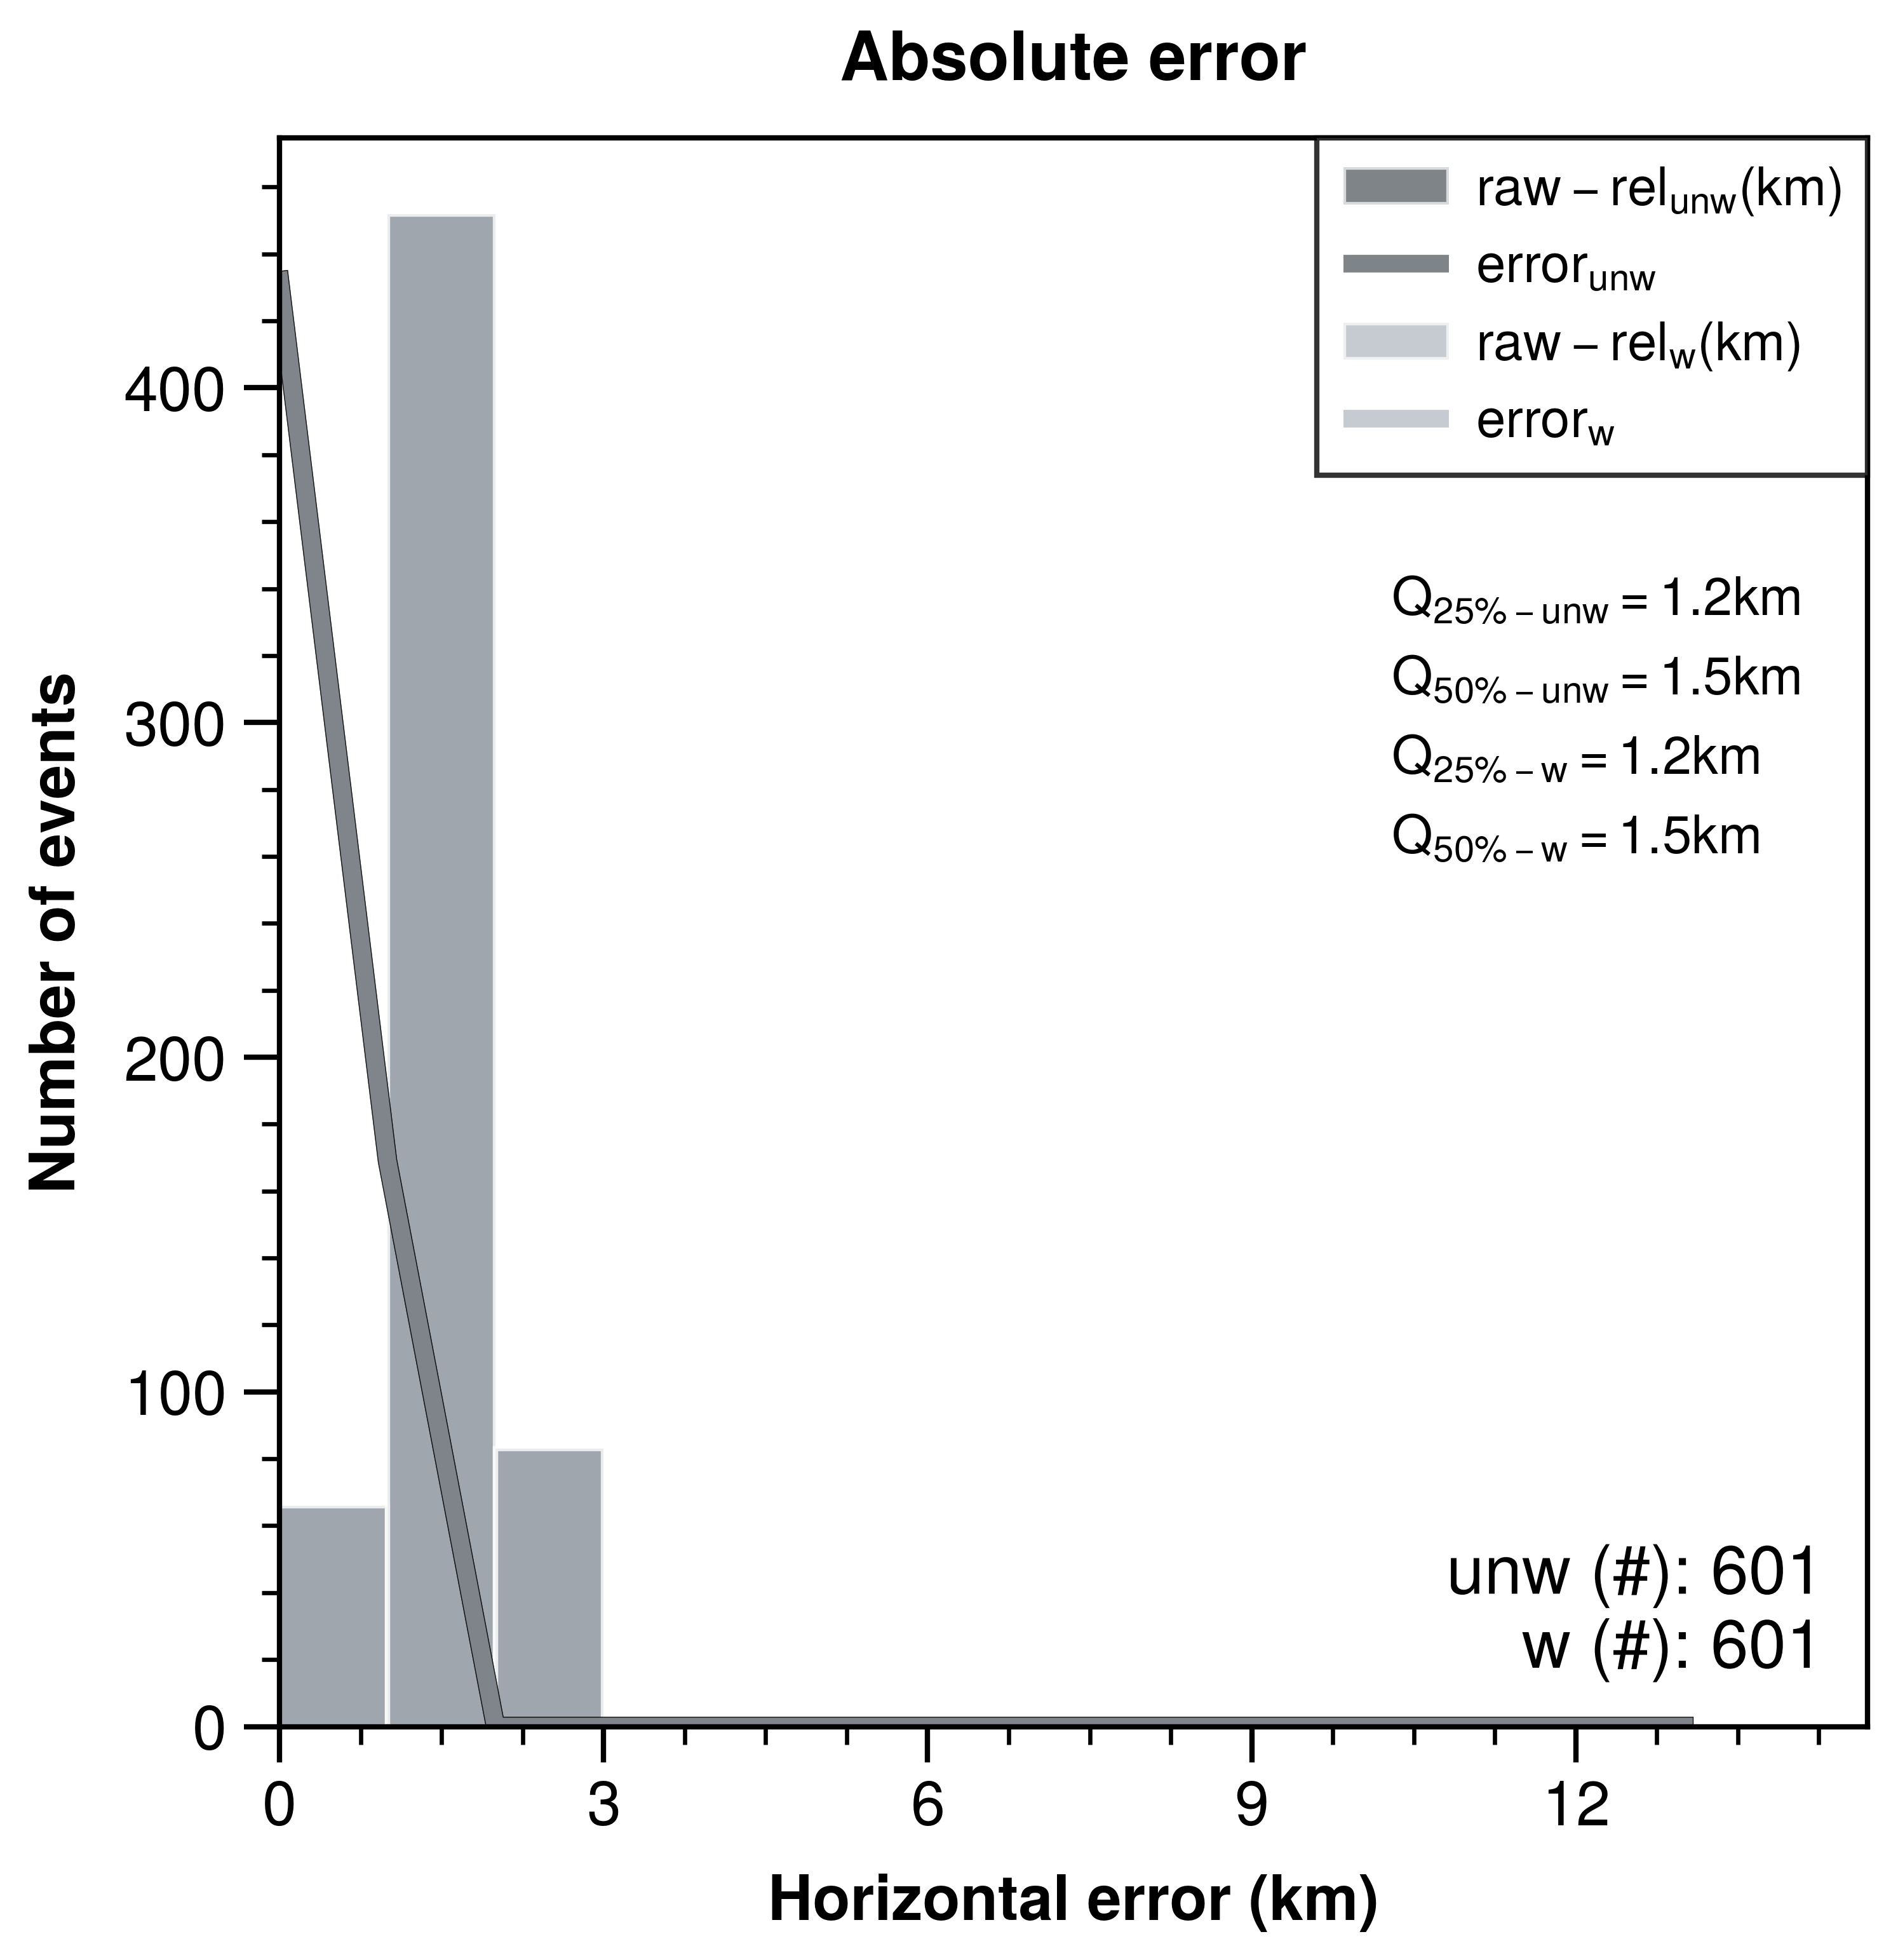 Absolute error
raw – relunw(km)
errorunw
raw – relw(km)
errorw
Q25% – unw = 1.2km
Q50% – unw = 1.5km
Q25% – w = 1.2km
Q50% – w = 1.5km
Number of events
400
300
200
100
0
unw (#): 601
w (#): 601
0 3 6 9 12
Horizontal error (km)